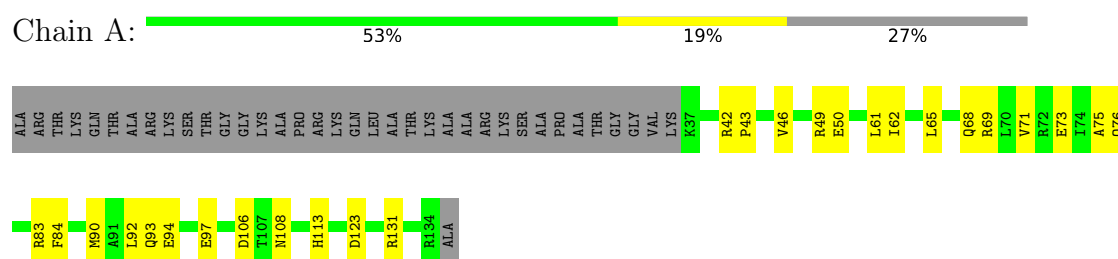 Chain A:
53% 19% 27%
ALA ARG THR LYS GLN THR ALA ARG LYS SER THR GLY GLY LYS ALA PRO ARG LYS GLN LEU ALA THR LYS ALA ALA ARG LYS SER ALA PRO ALA THR GLY GLY VAL LYS K37 R42 P43 V46 R49 E50 L61 I62 L65 Q68 R69 L70 V71 R72 E73 I74 A75 Q76
R83 F84 M90 A91 L92 Q93 E94 E97 D106 T107 N108 H113 D123 R131 R134 ALA